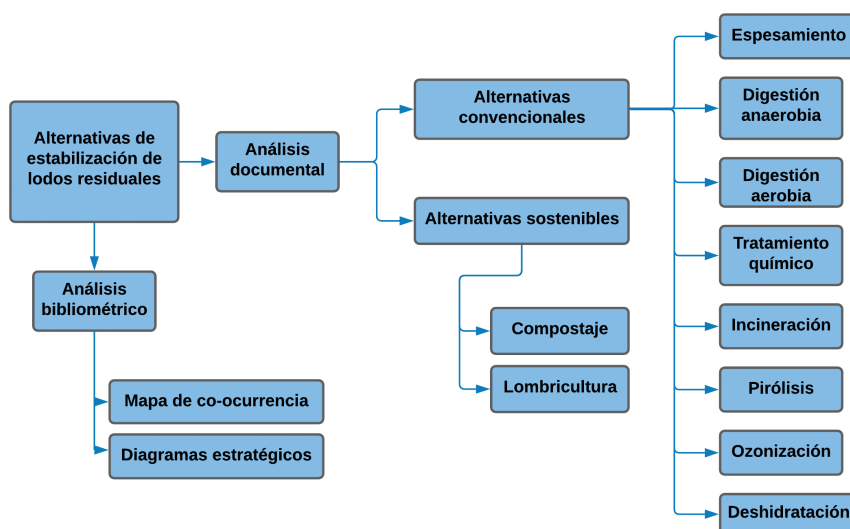 Alternativas de
estabilización de
lodos residuales
Análisis
documental
Alternativas
convencionales
Alternativas sostenibles
Análisis
bibliométrico
Mapa de co-ocurrencia
Diagramas estratégicos
Compostaje
Lombricultura
Espesamiento
Digestión
anaerobia
Digestión
aerobia
Tratamiento
químico
Incineración
Pirólisis
Ozonización
Deshidratación